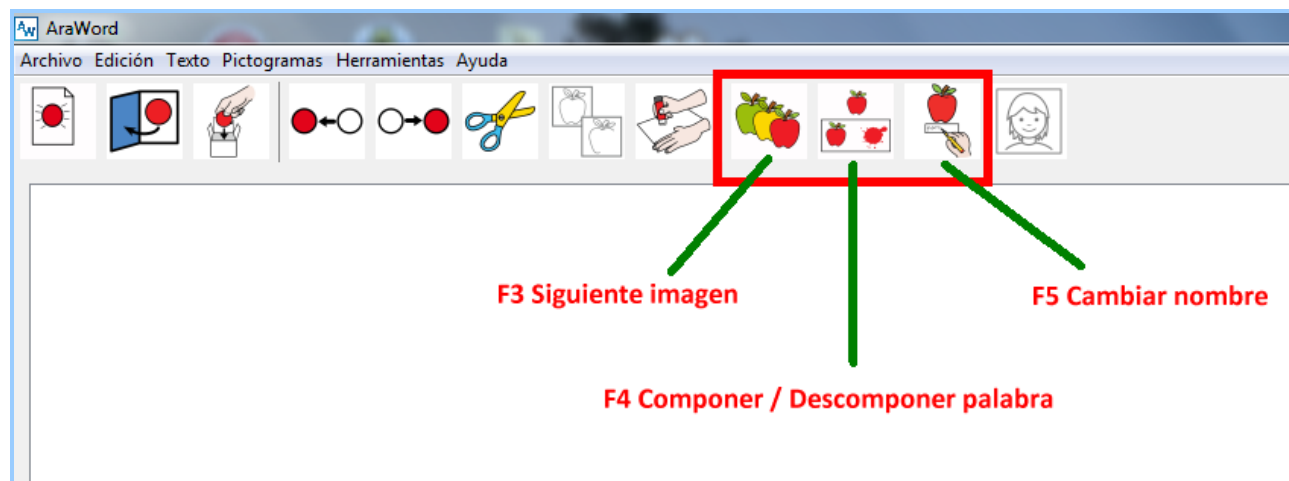 AraWord
Archivo Edición Texto Pictogramas Herramientas Ayuda
F3 Siguiente imagen
F5 Cambiar nombre
F4 Componer / Descomponer palabra